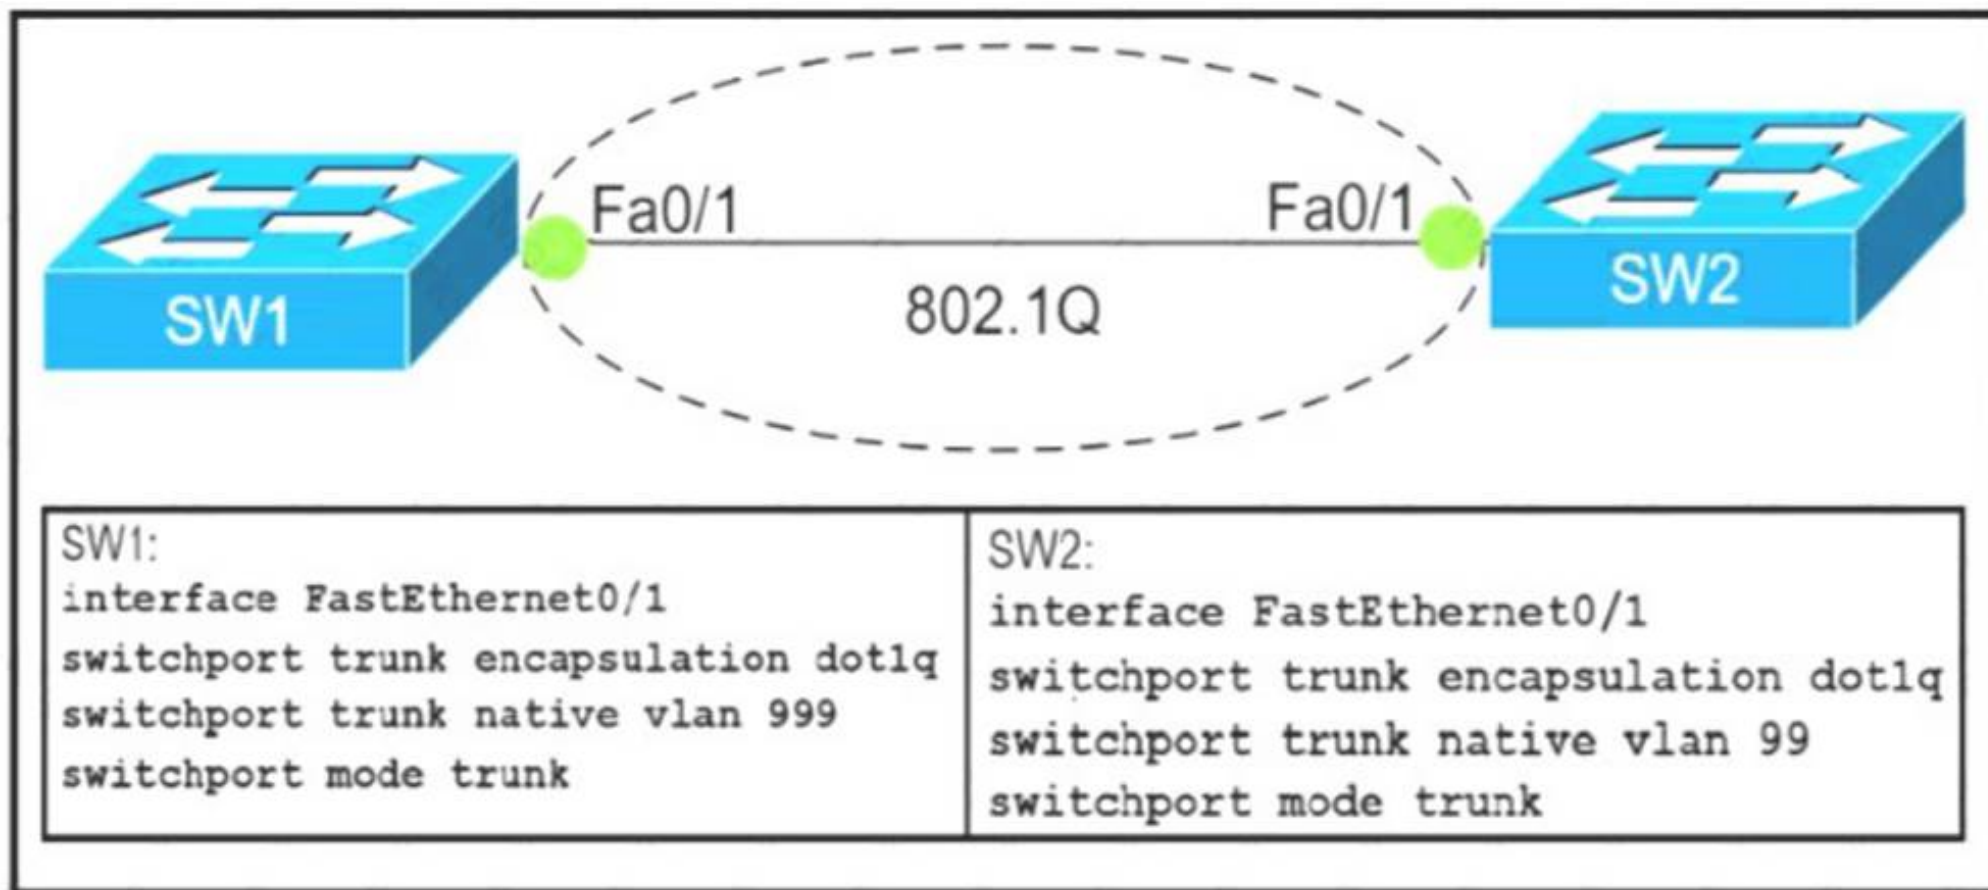 Fa0/1
Fa0/1
802.1Q
SW1
SW2
SW1:
interface FastEthernet0/1
switchport trunk encapsulation dot1q
switchport trunk native vlan 999
switchport mode trunk
SW2:
interface FastEthernet0/1
switchport trunk encapsulation dot1q
switchport trunk native vlan 99
switchport mode trunk